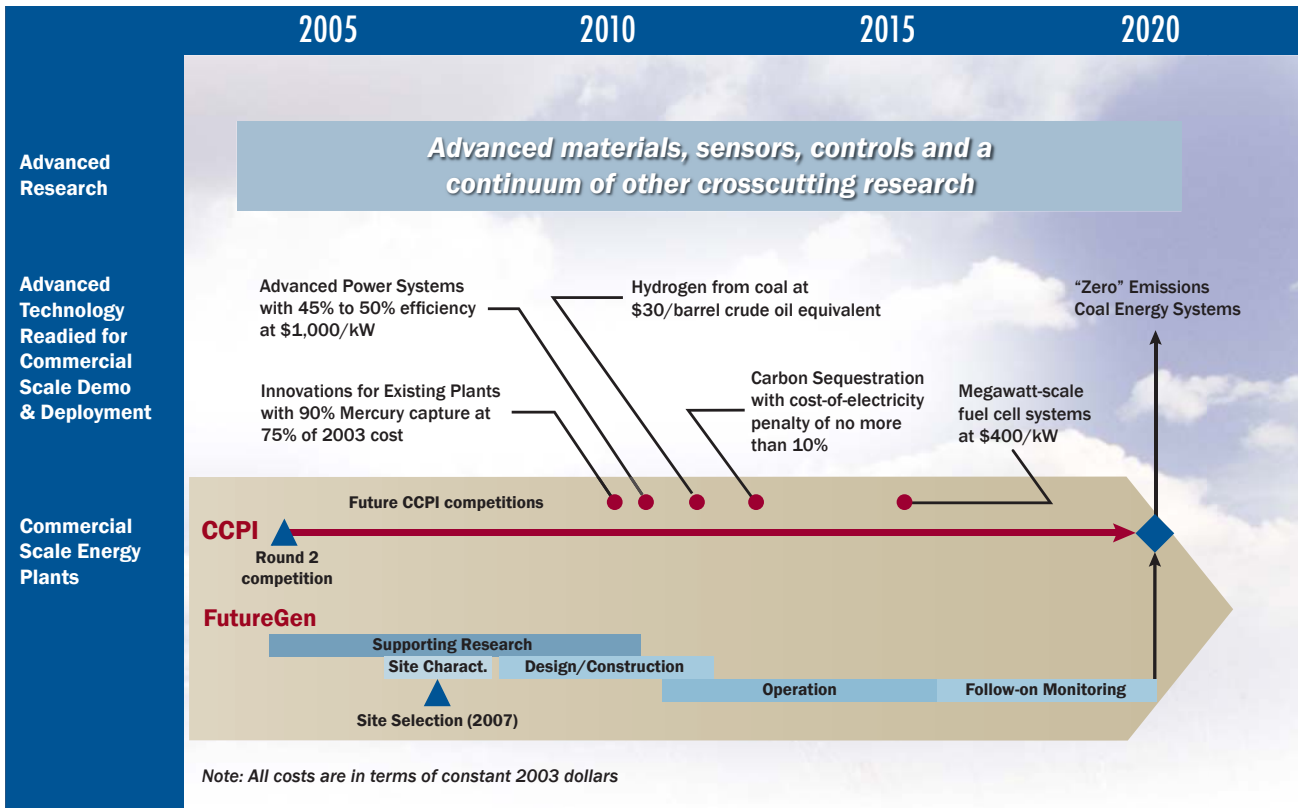 2005 2010 2015 2020
Advanced
Research
Advanced materials, sensors, controls and a
continuum of other crosscutting research
Advanced
Technology
Readied for
Commercial
Scale Demo
& Deployment
Advanced Power Systems
with 45% to 50% efficiency
at $1,000/kW
Hydrogen from coal at
$30/barrel crude oil equivalent
“Zero” Emissions
Coal Energy Systems
Innovations for Existing Plants
with 90% Mercury capture at
75% of 2003 cost
Carbon Sequestration
with cost-of-electricity
penalty of no more
than 10%
Megawatt-scale
fuel cell systems
at $400/kW
Commercial
Scale Energy
Plants
Future CCPI competitions
CCPI
Round 2
competition
FutureGen
Supporting Research
Site Charact. Design/Construction
Operation Follow-on Monitoring
Site Selection (2007)
Note: All costs are in terms of constant 2003 dollars